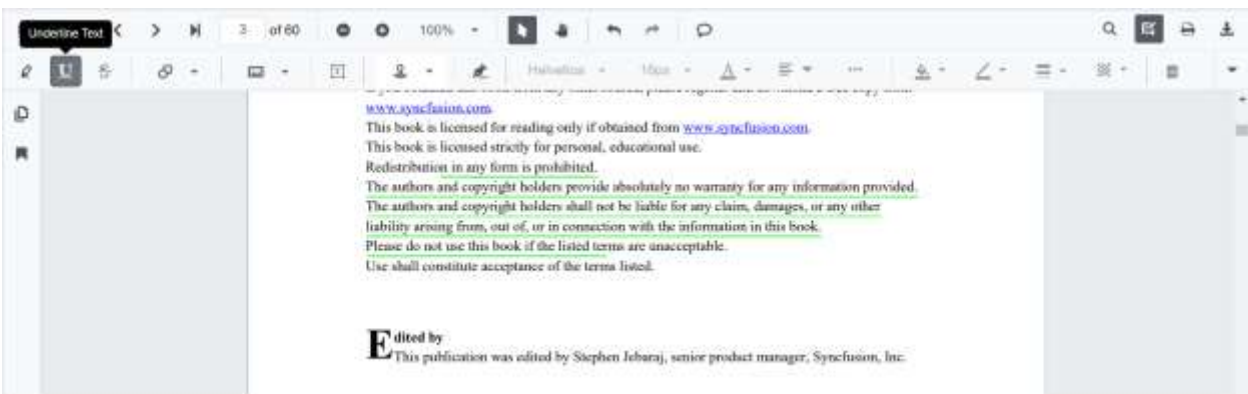 Underline Text
3 of 60 100%
Helvetica 16px
www.syncfusion.com.
This book is licensed for reading only if obtained from www.syncfusion.com.
This book is licensed strictly for personal, educational use.
Redistribution in any form is prohibited.
The authors and copyright holders provide absolutely no warranty for any information provided.
The authors and copyright holders shall not be liable for any claim, damages, or any other
liability arising from, out of, or in connection with the information in this book.
Please do not use this book if the listed terms are unacceptable.
Use shall constitute acceptance of the terms listed.
Edited by
This publication was edited by Stephen Jebaraj, senior product manager, Syncfusion, Inc.